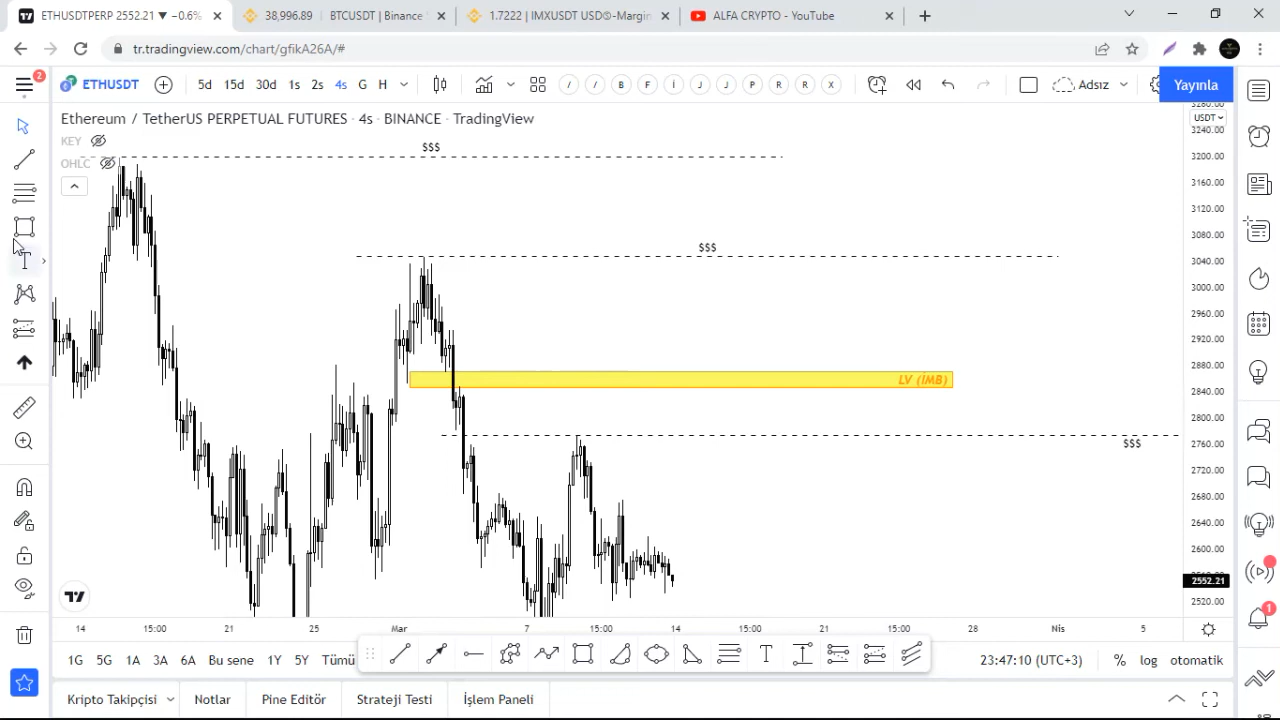 ETHUSDTPERP 2552.21 ▼ −0.6%
38,996.89 | BTCUSDT | Binance
1.7222 | IMXUSDT USDⓈ-Margin
ALFA CRYPTO - YouTube
tr.tradingview.com/chart/gfikA26A/#
2
ETHUSDT
5d 15d 30d 1s 2s 4s G H
B F İ J J P R R X
Adsız
Yayınla
Ethereum / TetherUS PERPETUAL FUTURES · 4s · BINANCE · TradingView
KEY
OHLC
USDT
$$$
$$$
LV (İMB)
$$$
3280.00
3240.00
3200.00
3160.00
3120.00
3080.00
3040.00
3000.00
2960.00
2920.00
2880.00
2840.00
2800.00
2760.00
2720.00
2680.00
2640.00
2600.00
2552.21
2520.00
T
1
14 15:00 21 25 Mar 7 15:00 14 15:00 21 15:00 28 Nis 5
1G 5G 1A 3A 6A Bu sene 1Y 5Y Tümü
T
23:47:10 (UTC+3) % log otomatik
Kripto Takipçisi Notlar Pine Editör Strateji Testi İşlem Paneli